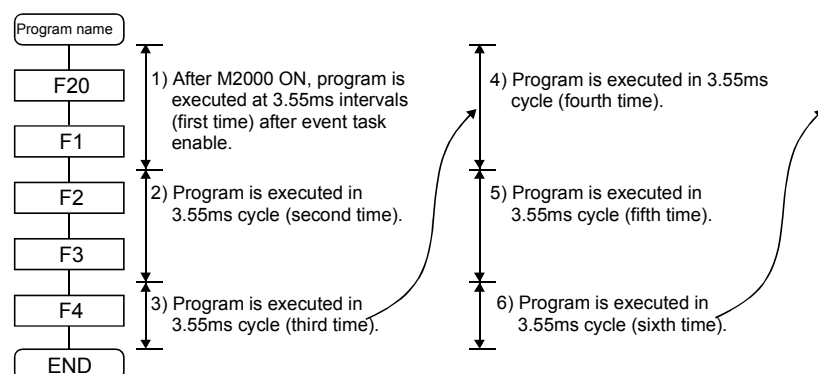 Program name
F20
F1
F2
F3
F4
END
1) After M2000 ON, program is
executed at 3.55ms intervals
(first time) after event task
enable.
2) Program is executed in
3.55ms cycle (second time).
3) Program is executed in
3.55ms cycle (third time).
4) Program is executed in 3.55ms
cycle (fourth time).
5) Program is executed in
3.55ms cycle (fifth time).
6) Program is executed in
3.55ms cycle (sixth time).